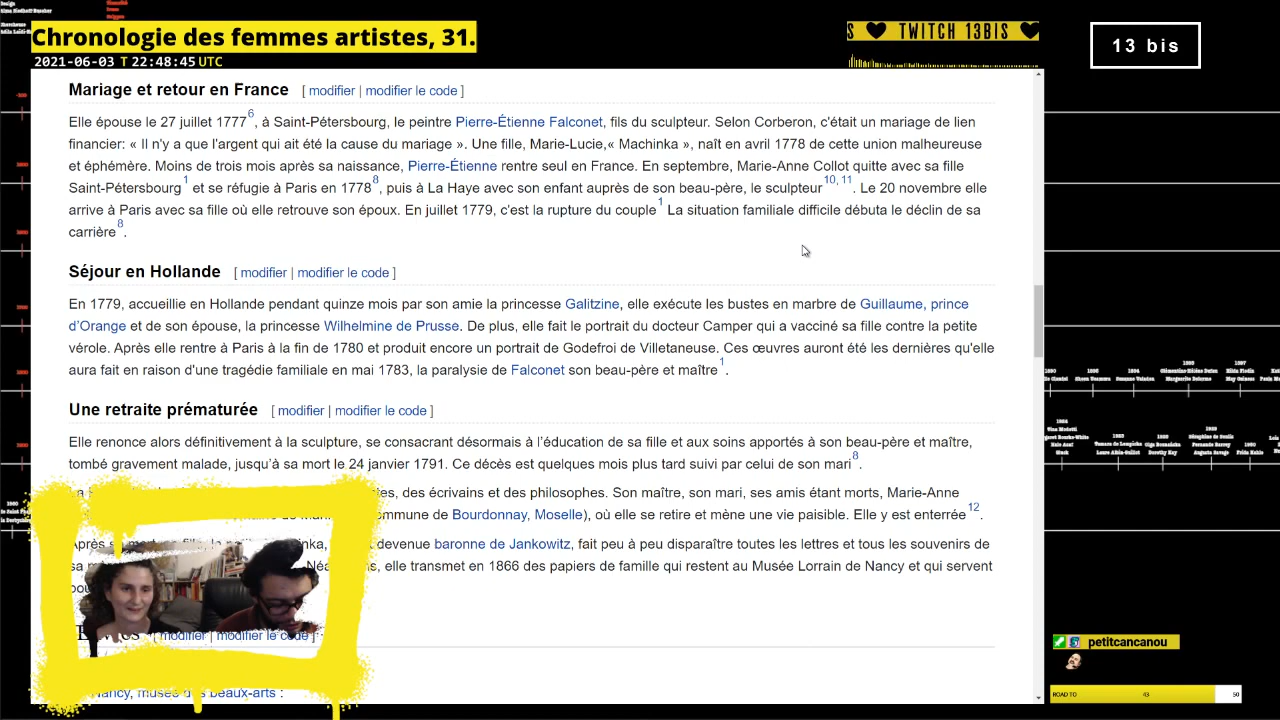 Chronologie des femmes artistes, 31.
2021-06-03 T 22:48:45 UTC
S TWITCH 13BIS
13 bis
Mariage et retour en France [ modifier | modifier le code ]
Elle épouse le 27 juillet 1777 6, à Saint-Pétersbourg, le peintre Pierre-Étienne Falconet, fils du sculpteur. Selon Corberon, c'était un mariage de lien
financier: « Il n'y a que l'argent qui ait été la cause du mariage ». Une fille, Marie-Lucie,« Machinka », naît en avril 1778 de cette union malheureuse
et éphémère. Moins de trois mois après sa naissance, Pierre-Étienne rentre seul en France. En septembre, Marie-Anne Collot quitte avec sa fille
Saint-Pétersbourg 1 et se réfugie à Paris en 1778 8, puis à La Haye avec son enfant auprès de son beau-père, le sculpteur 10, 11. Le 20 novembre elle
arrive à Paris avec sa fille où elle retrouve son époux. En juillet 1779, c'est la rupture du couple 1 La situation familiale difficile débuta le déclin de sa
carrière 8.
Séjour en Hollande [ modifier | modifier le code ]
En 1779, accueillie en Hollande pendant quinze mois par son amie la princesse Galitzine, elle exécute les bustes en marbre de Guillaume, prince
d'Orange et de son épouse, la princesse Wilhelmine de Prusse. De plus, elle fait le portrait du docteur Camper qui a vacciné sa fille contre la petite
vérole. Après elle rentre à Paris à la fin de 1780 et produit encore un portrait de Godefroi de Villetaneuse. Ces œuvres auront été les dernières qu'elle
aura fait en raison d'une tragédie familiale en mai 1783, la paralysie de Falconet son beau-père et maître 1.
Une retraite prématurée [ modifier | modifier le code ]
Elle renonce alors définitivement à la sculpture, se consacrant désormais à l'éducation de sa fille et aux soins apportés à son beau-père et maître,
tombé gravement malade, jusqu'à sa mort le 24 janvier 1791. Ce décès est quelques mois plus tard suivi par celui de son mari 8.
des écrivains et des philosophes. Son maître, son mari, ses amis étant morts, Marie-Anne
de Bourdonnay, Moselle), où elle se retire et mène une vie paisible. Elle y est enterrée 12.
Après devenue baronne de Jankowitz, fait peu à peu disparaître toutes les lettres et tous les souvenirs de
sa elle transmet en 1866 des papiers de famille qui restent au Musée Lorrain de Nancy et qui servent
[ modifier | modifier le code ]
Nancy, musée des beaux-arts :
petitcancanou
ROAD TO 43 50